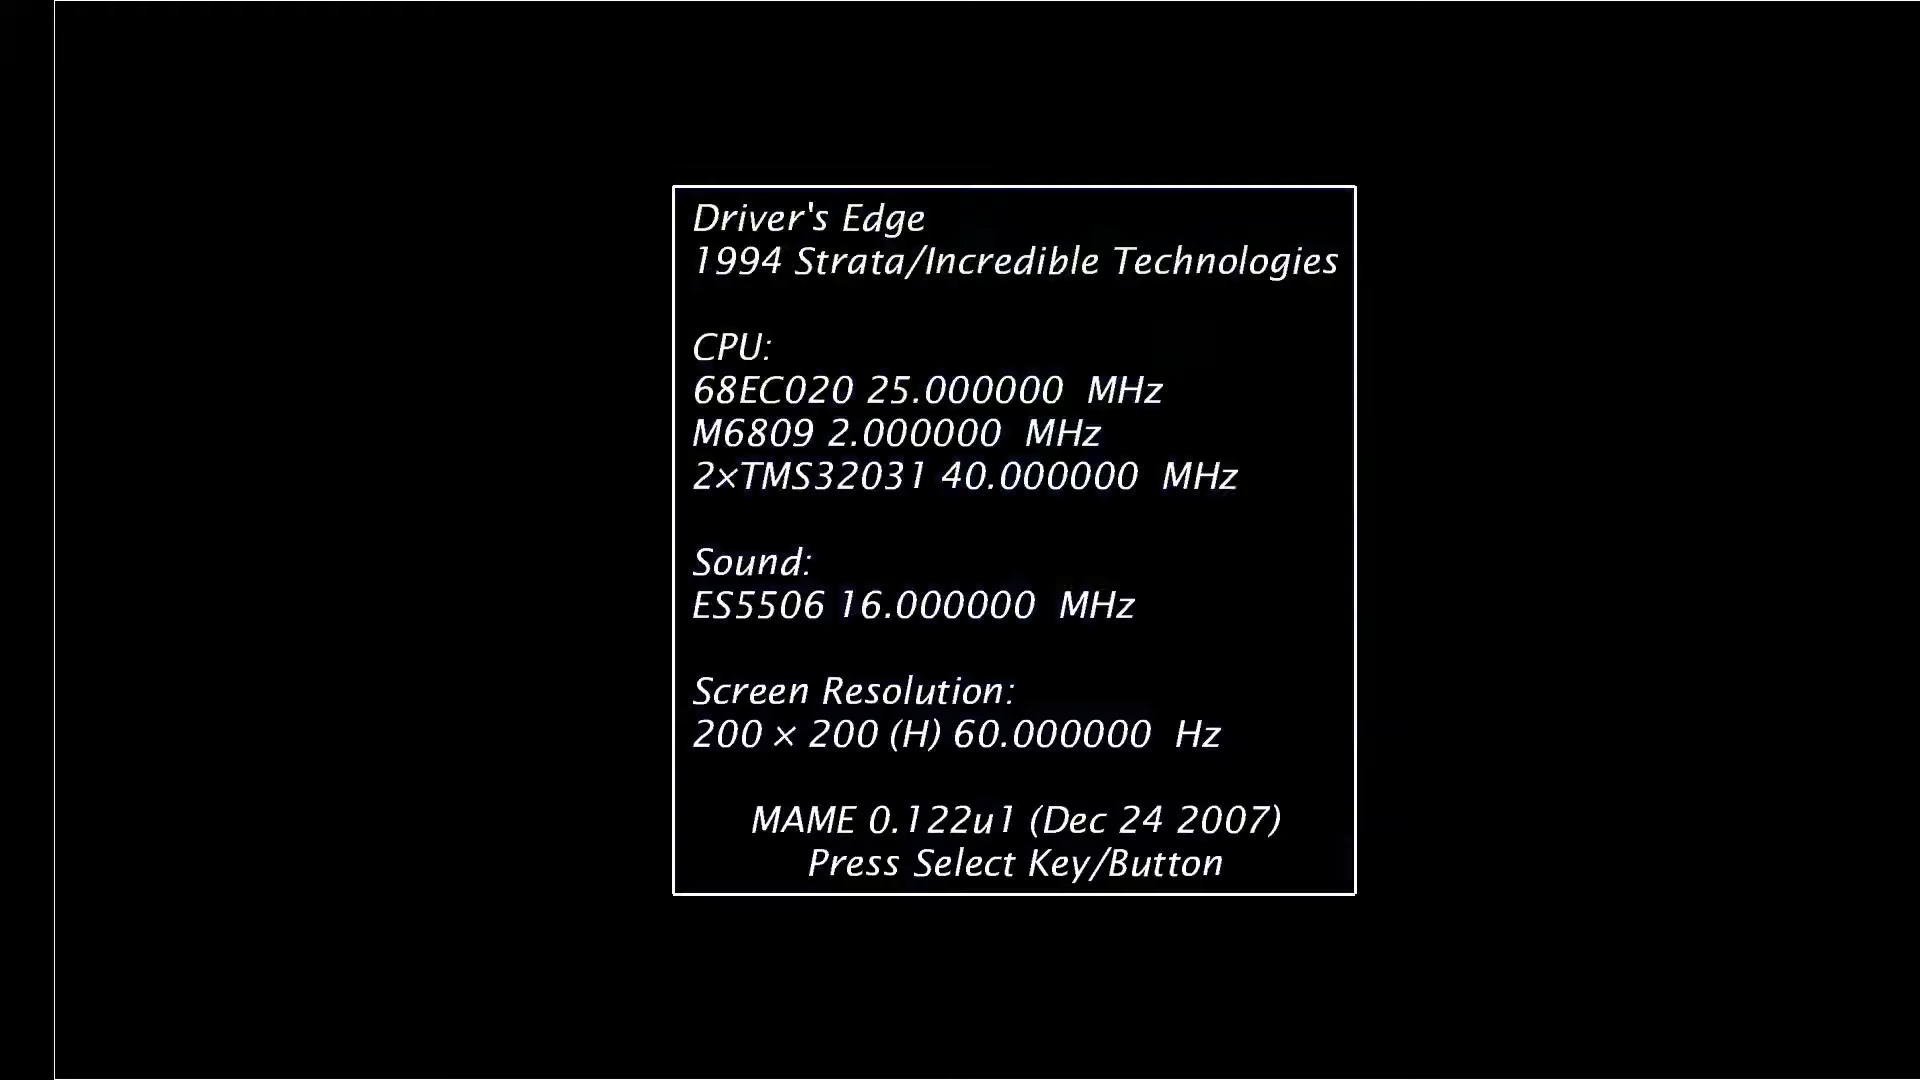 Driver's Edge
1994 Strata/Incredible Technologies
CPU:
68EC020 25.000000 MHz
M6809 2.000000 MHz
2×TMS32031 40.000000 MHz
Sound:
ES5506 16.000000 MHz
Screen Resolution:
200 × 200 (H) 60.000000 Hz
MAME 0.122u1 (Dec 24 2007)
Press Select Key/Button